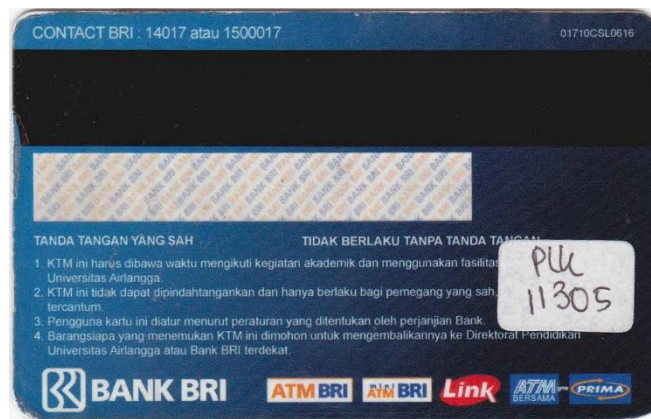 CONTACT BRI : 14017 atau 1500017
01710CSL0616
TANDA TANGAN YANG SAH
TIDAK BERLAKU TANPA TANDA TANGAN
1. KTM ini harus dibawa waktu mengikuti kegiatan akademik dan menggunakan fasilitas
Universitas Airlangga.
2. KTM ini tidak dapat dipindahtangankan dan hanya berlaku bagi pemegang yang sah,
tercantum.
3. Pengguna kartu ini diatur menurut peraturan yang ditentukan oleh perjanjian Bank.
4. Barangsiapa yang menemukan KTM ini dimohon untuk mengembalikannya ke Direktorat Pendidikan
Universitas Airlangga atau Bank BRI terdekat.
PLK
11305
BANK BRI
ATM BRI
mini ATM BRI
Link
ATM BERSAMA
PRIMA